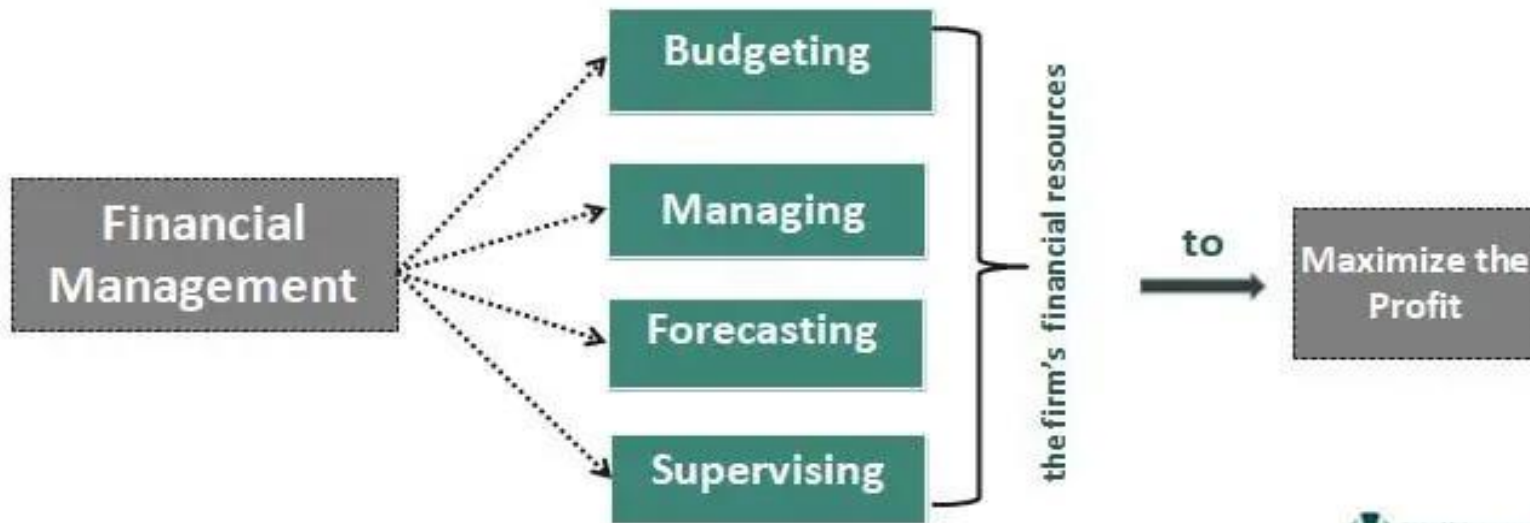 Financial
Management
Budgeting
Managing
Forecasting
Supervising
the firm's financial resources
to
Maximize the
Profit